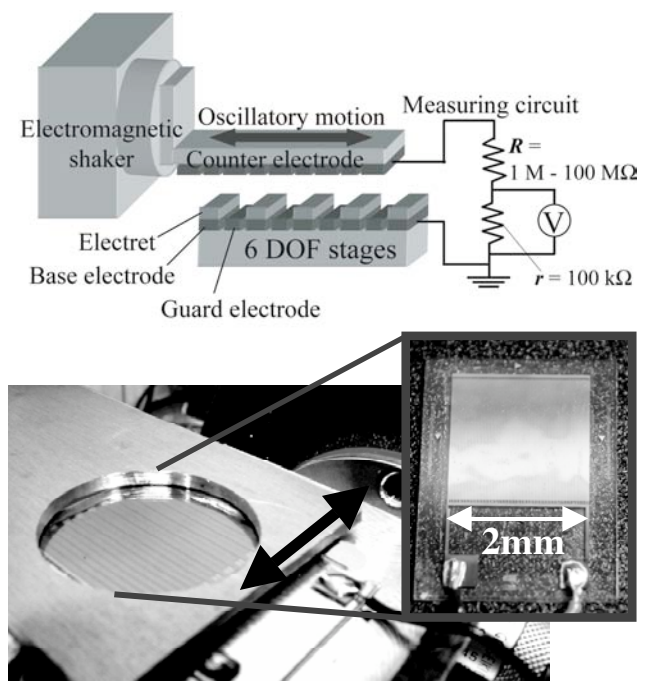 Oscillatory motion
Measuring circuit
Electromagnetic
shaker
Counter electrode
R =
1 M - 100 MΩ
V
Electret
Base electrode
6 DOF stages
Guard electrode
r = 100 kΩ
2mm